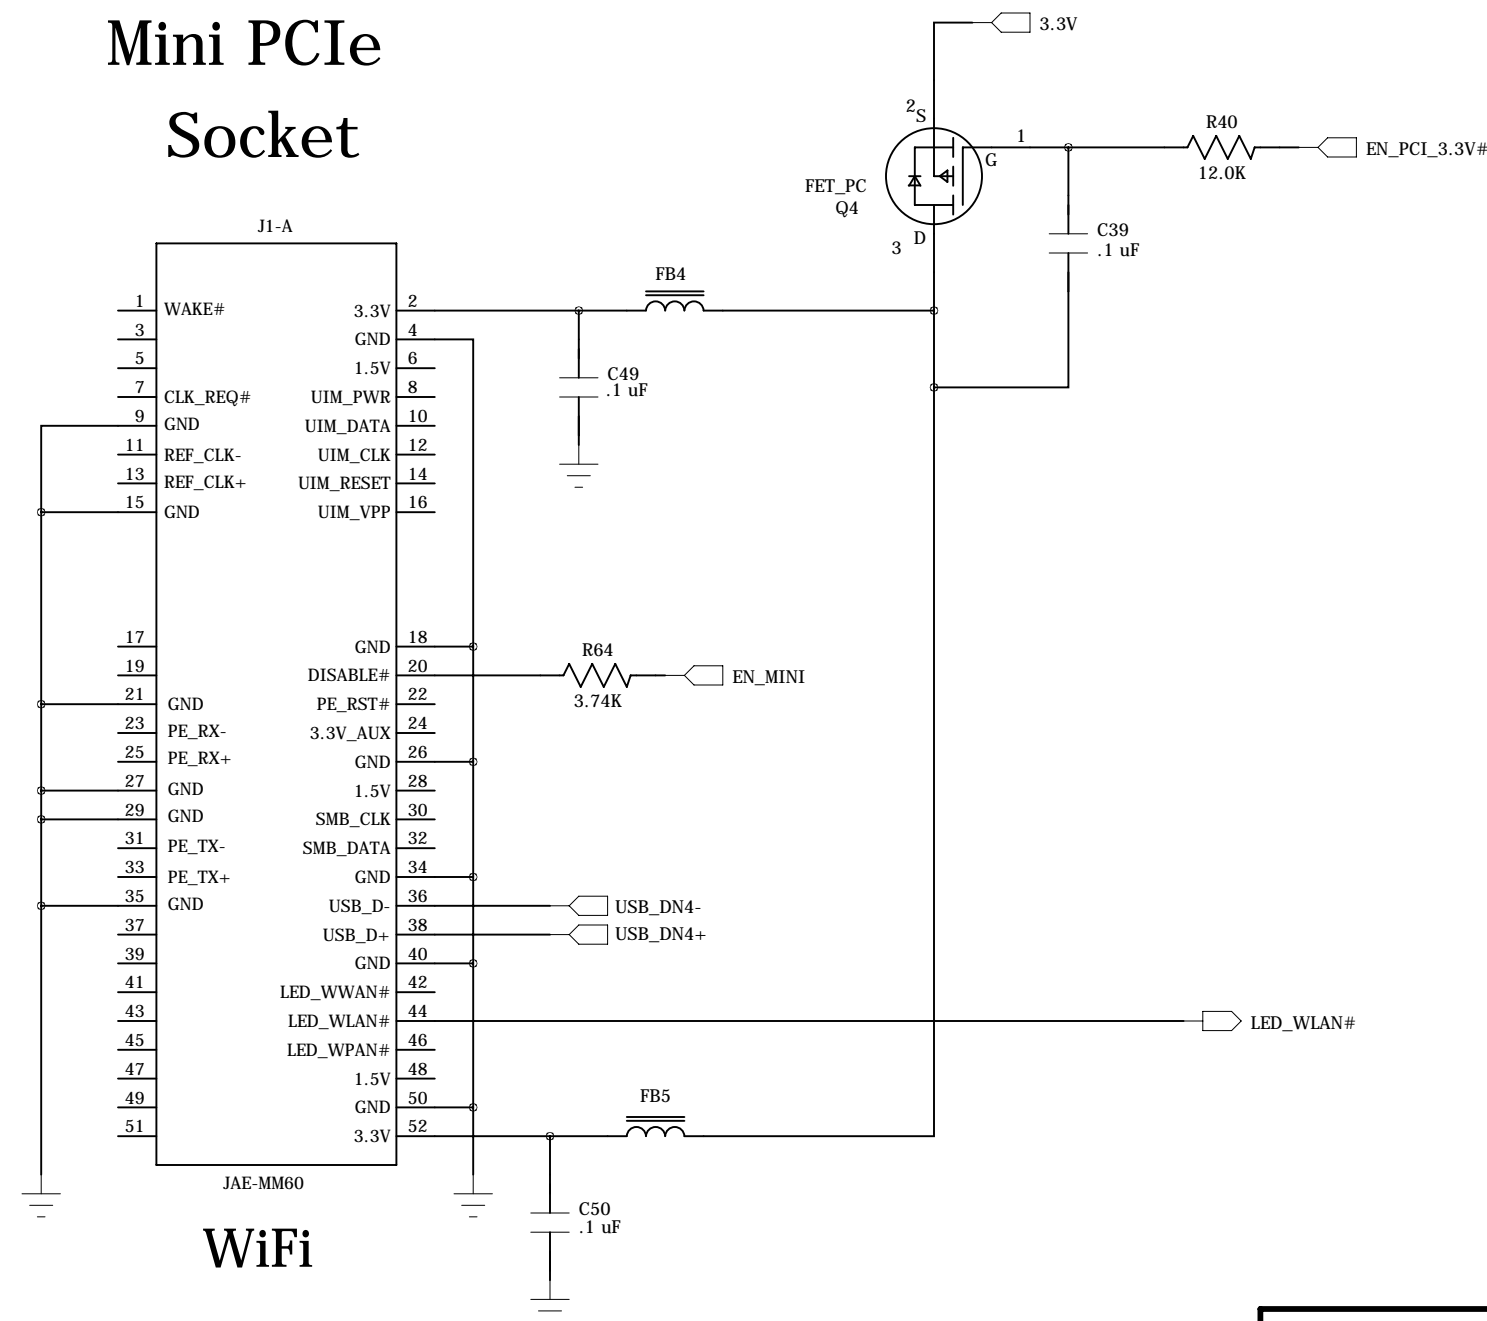 Mini PCIe
Socket
3.3V
2
S
1
G
R40
12.0K
EN_PCI_3.3V#
FET_PC
Q4
3
D
C39
.1 uF
J1-A
FB4
1 WAKE# 3.3V 2
3 GND 4
5 1.5V 6
7 CLK_REQ# UIM_PWR 8
9 GND UIM_DATA 10
11 REF_CLK- UIM_CLK 12
13 REF_CLK+ UIM_RESET 14
15 GND UIM_VPP 16
C49
.1 uF
17 GND 18
19 DISABLE# 20
21 GND PE_RST# 22
23 PE_RX- 3.3V_AUX 24
25 PE_RX+ GND 26
27 GND 1.5V 28
29 GND SMB_CLK 30
31 PE_TX- SMB_DATA 32
33 PE_TX+ GND 34
35 GND USB_D- 36
37 USB_D+ 38
39 GND 40
41 LED_WWAN# 42
43 LED_WLAN# 44
45 LED_WPAN# 46
47 1.5V 48
49 GND 50
51 3.3V 52
R64
3.74K
EN_MINI
USB_DN4-
USB_DN4+
LED_WLAN#
FB5
JAE-MM60
C50
.1 uF
WiFi